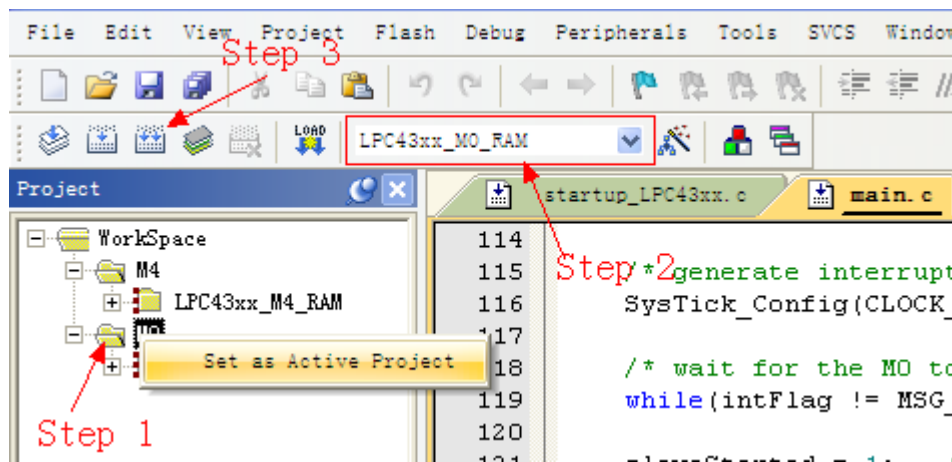 File Edit View Project Flash Debug Peripherals Tools SVCS Window
Step 3
LOAD
LPC43xx_M0_RAM
Project
startup_LPC43xx.c main.c
WorkSpace
M4
LPC43xx_M4_RAM
Set as Active Project
Step 1
Step 2
114
115 /* generate interrupt
116 SysTick_Config(CLOCK_
117
118 /* wait for the M0 to
119 while(intFlag != MSG_
120